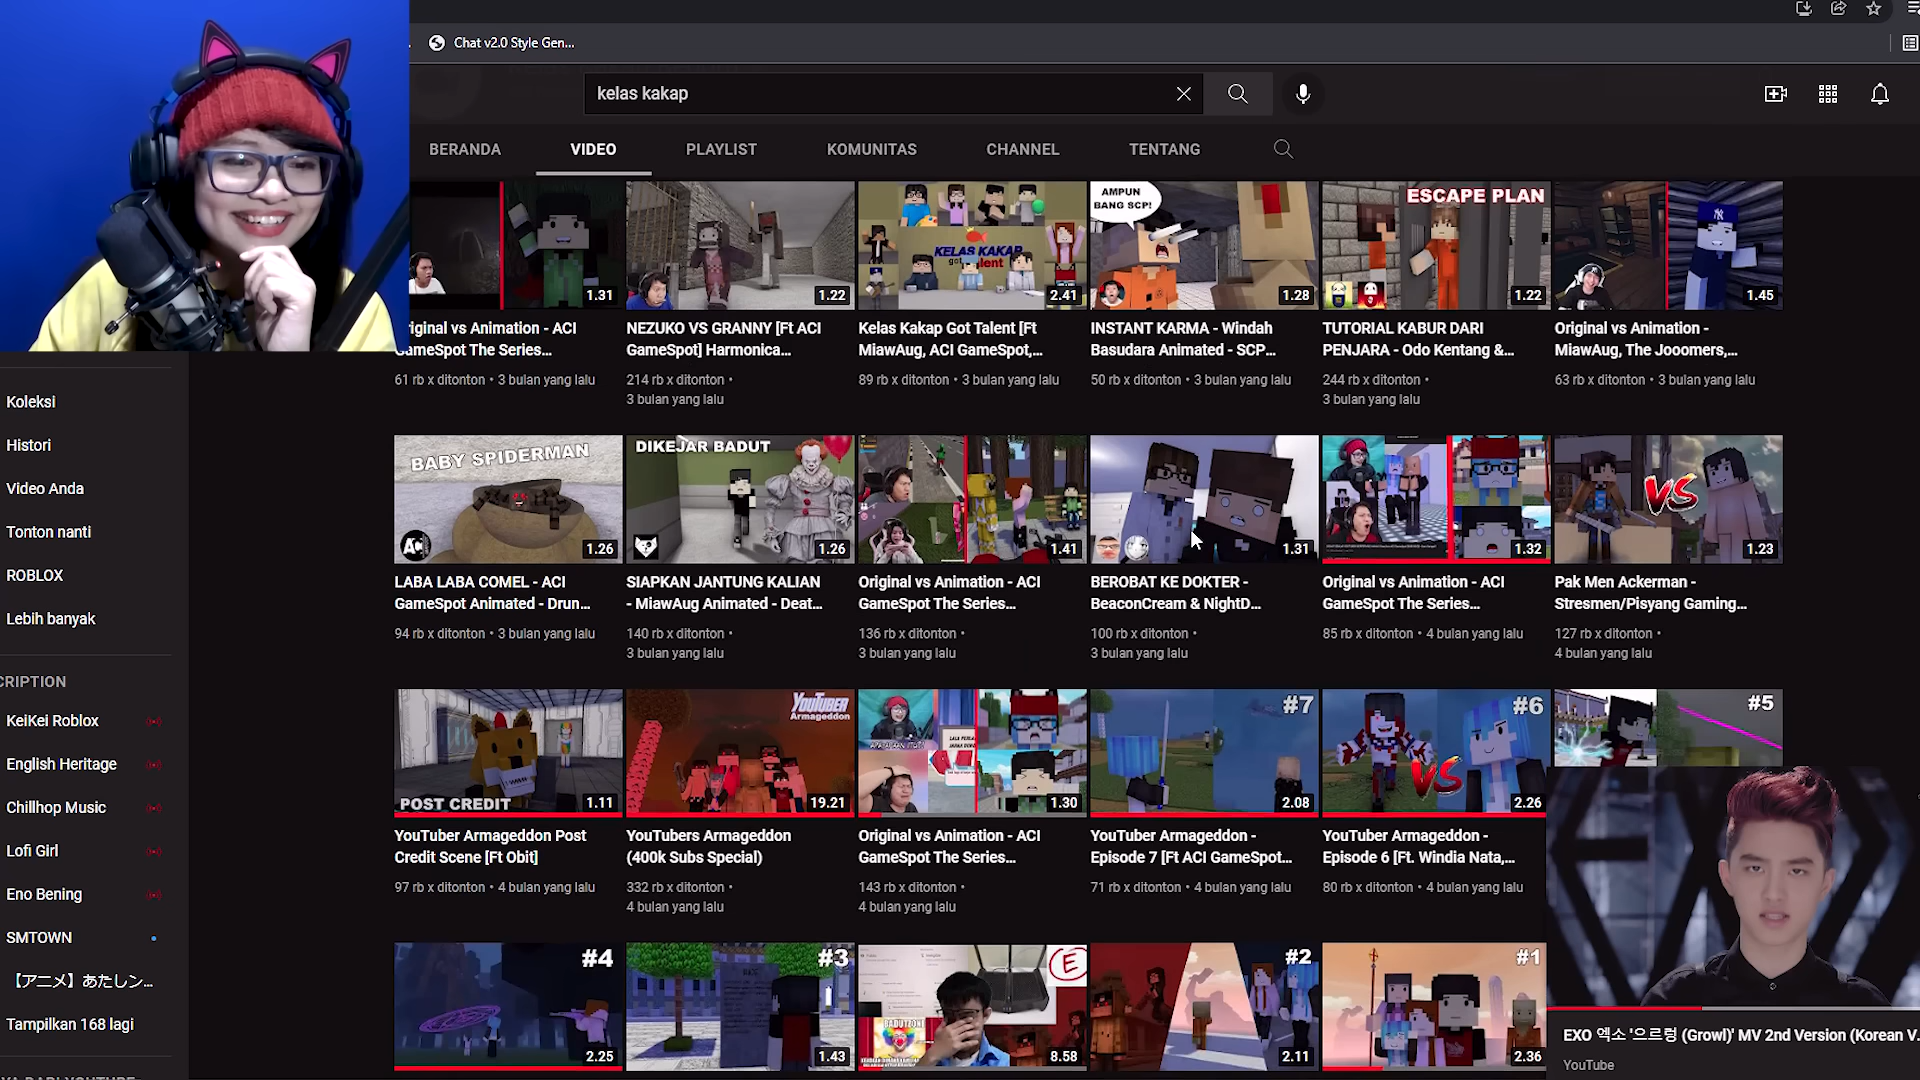 Chat v2.0 Style Gen...
kelas kakap
BERANDA
VIDEO
PLAYLIST
KOMUNITAS
CHANNEL
TENTANG
AMPUN
BANG SCP!
ESCAPE PLAN
KELAS KAKAP
1.31
1.22
2.41
1.28
1.22
1.45
riginal vs Animation - ACI
GameSpot The Series...
61 rb x ditonton • 3 bulan yang lalu
NEZUKO VS GRANNY [Ft ACI
GameSpot] Harmonica...
214 rb x ditonton •
3 bulan yang lalu
Kelas Kakap Got Talent [Ft
MiawAug, ACI GameSpot,...
89 rb x ditonton • 3 bulan yang lalu
INSTANT KARMA - Windah
Basudara Animated - SCP...
50 rb x ditonton • 3 bulan yang lalu
TUTORIAL KABUR DARI
PENJARA - Odo Kentang &...
244 rb x ditonton •
3 bulan yang lalu
Original vs Animation -
MiawAug, The Jooomers,...
63 rb x ditonton • 3 bulan yang lalu
Koleksi
Histori
Video Anda
Tonton nanti
ROBLOX
Lebih banyak
CRIPTION
KeiKei Roblox
English Heritage
Chillhop Music
Lofi Girl
Eno Bening
SMTOWN
【アニメ】あたしン...
Tampilkan 168 lagi
BABY SPIDERMAN
DIKEJAR BADUT
VS
1.26
1.26
1.41
1.31
1.32
1.23
LABA LABA COMEL - ACI
GameSpot Animated - Drun...
94 rb x ditonton • 3 bulan yang lalu
SIAPKAN JANTUNG KALIAN
- MiawAug Animated - Deat...
140 rb x ditonton •
3 bulan yang lalu
Original vs Animation - ACI
GameSpot The Series...
136 rb x ditonton •
3 bulan yang lalu
BEROBAT KE DOKTER -
BeaconCream & NightD...
100 rb x ditonton •
3 bulan yang lalu
Original vs Animation - ACI
GameSpot The Series...
85 rb x ditonton • 4 bulan yang lalu
Pak Men Ackerman -
Stresmen/Pisyang Gaming...
127 rb x ditonton •
4 bulan yang lalu
POST CREDIT
YouTuber
Armageddon
#7
#6
VS
#5
1.11
19.21
1.30
2.08
2.26
YouTuber Armageddon Post
Credit Scene [Ft Obit]
97 rb x ditonton • 4 bulan yang lalu
YouTubers Armageddon
(400k Subs Special)
332 rb x ditonton •
4 bulan yang lalu
Original vs Animation - ACI
GameSpot The Series...
143 rb x ditonton •
4 bulan yang lalu
YouTuber Armageddon -
Episode 7 [Ft ACI GameSpot...
71 rb x ditonton • 4 bulan yang lalu
YouTuber Armageddon -
Episode 6 [Ft. Windia Nata,...
80 rb x ditonton • 4 bulan yang lalu
#4
#3
E
BADUTZONE
#2
#1
2.25
1.43
8.58
2.11
2.36
EXO 엑소 '으르렁 (Growl)' MV 2nd Version (Korean V...
YouTube